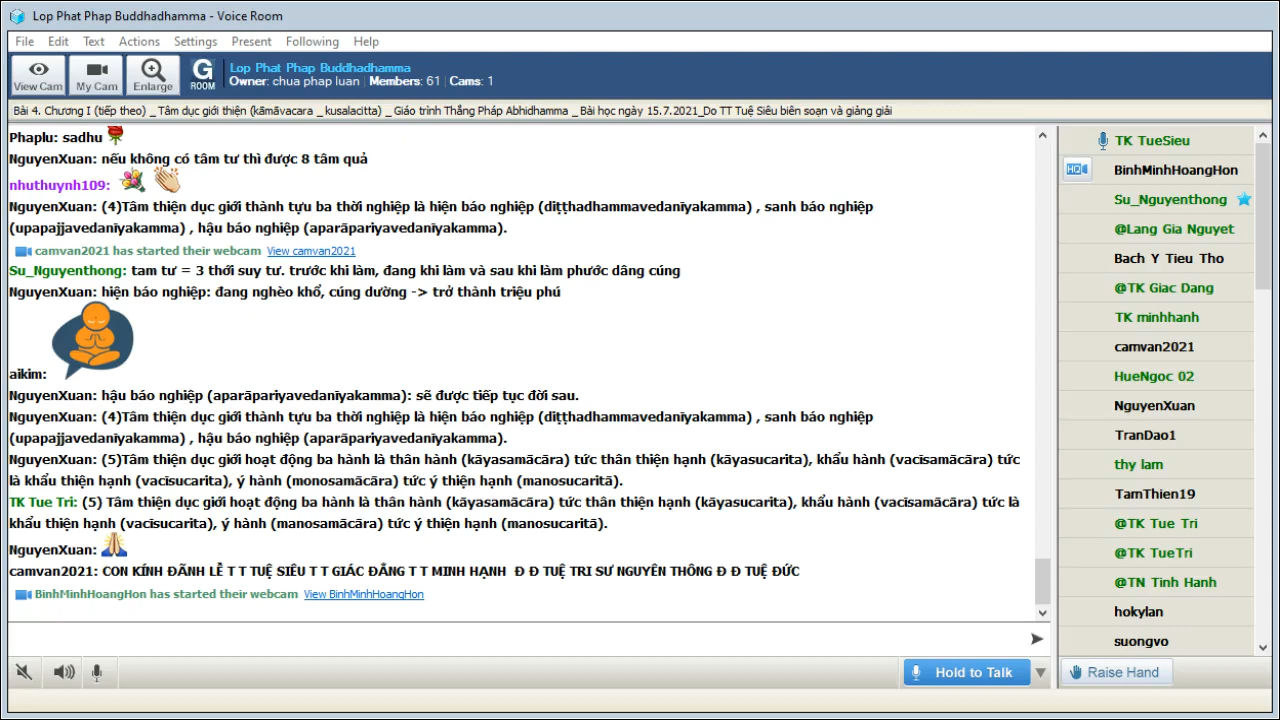 Lop Phat Phap Buddhadhamma - Voice Room
File Edit Text Actions Settings Present Following Help
View Cam My Cam Enlarge G ROOM
Lop Phat Phap Buddhadhamma
Owner: chua phap luan | Members: 61 | Cams: 1
Bài 4. Chương I (tiếp theo) _ Tâm dục giới thiện (kāmāvacara _ kusalacitta) _ Giáo trình Thắng Pháp Abhidhamma _ Bài học ngày 15.7.2021_Do TT Tuệ Siêu biên soạn và giảng giải
Phaplu: sadhu
NguyenXuan: nếu không có tâm tư thì được 8 tâm quả
nhuthuynh109:
NguyenXuan: (4)Tâm thiện dục giới thành tựu ba thời nghiệp là hiện báo nghiệp (diṭṭhadhammavedanīyakamma) , sanh báo nghiệp
(upapajjavedanīyakamma) , hậu báo nghiệp (aparāpariyavedanīyakamma).
camvan2021 has started their webcam View camvan2021
Su_Nguyenthong: tam tư = 3 thới suy tư. trước khi làm, đang khi làm và sau khi làm phước dâng cúng
NguyenXuan: hiện báo nghiệp: đang nghèo khổ, cúng dường -> trở thành triệu phú
aikim:
NguyenXuan: hậu báo nghiệp (aparāpariyavedanīyakamma): sẽ được tiếp tục đời sau.
NguyenXuan: (4)Tâm thiện dục giới thành tựu ba thời nghiệp là hiện báo nghiệp (diṭṭhadhammavedanīyakamma) , sanh báo nghiệp
(upapajjavedanīyakamma) , hậu báo nghiệp (aparāpariyavedanīyakamma).
NguyenXuan: (5)Tâm thiện dục giới hoạt động ba hành là thân hành (kāyasamācāra) tức thân thiện hạnh (kāyasucarita), khẩu hành (vacīsamācāra) tức
là khẩu thiện hạnh (vacīsucarita), ý hành (monosamācāra) tức ý thiện hạnh (manosucaritā).
TK Tue Tri: (5) Tâm thiện dục giới hoạt động ba hành là thân hành (kāyasamācāra) tức thân thiện hạnh (kāyasucarita), khẩu hành (vacīsamācāra) tức là
khẩu thiện hạnh (vacīsucarita), ý hành (manosamācāra) tức ý thiện hạnh (manosucaritā).
NguyenXuan:
camvan2021: CON KÍNH ĐÃNH LỄ T T TUỆ SIÊU T T GIÁC ĐẲNG T T MINH HẠNH Đ Đ TUỆ TRI SƯ NGUYÊN THÔNG Đ Đ TUỆ ĐỨC
BinhMinhHoangHon has started their webcam View BinhMinhHoangHon
Hold to Talk
TK TueSieu
HQ BinhMinhHoangHon
Su_Nguyenthong
@Lang Gia Nguyet
Bach Y Tieu Tho
@TK Giac Dang
TK minhhanh
camvan2021
HueNgoc 02
NguyenXuan
TranDao1
thy lam
TamThien19
@TK Tue Tri
@TK TueTri
@TN Tinh Hanh
hokylan
suongvo
Raise Hand